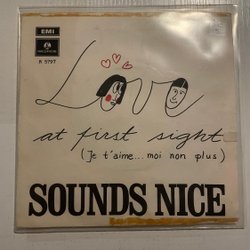 EMI
R 5797
Love
at first sight
(Je t'aime... moi non plus)
SOUNDS NICE